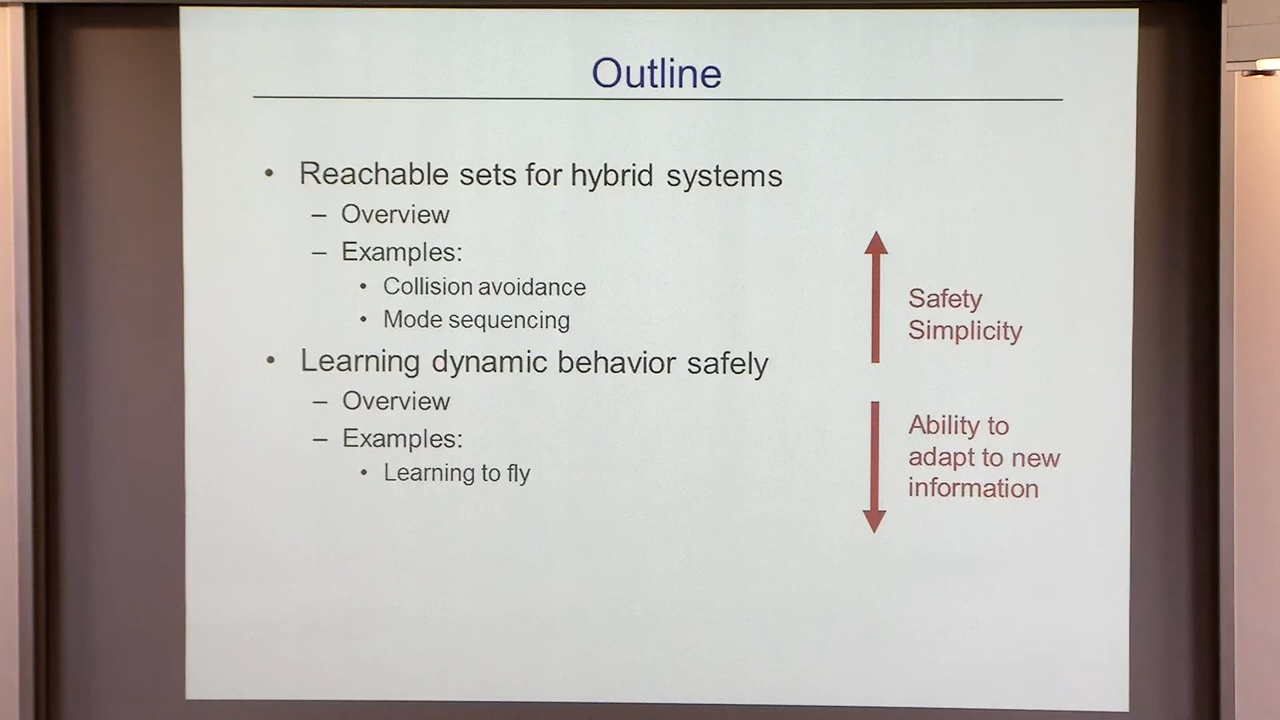 Outline
• Reachable sets for hybrid systems
– Overview
– Examples:
• Collision avoidance
• Mode sequencing
• Learning dynamic behavior safely
– Overview
– Examples:
• Learning to fly
Safety
Simplicity
Ability to
adapt to new
information